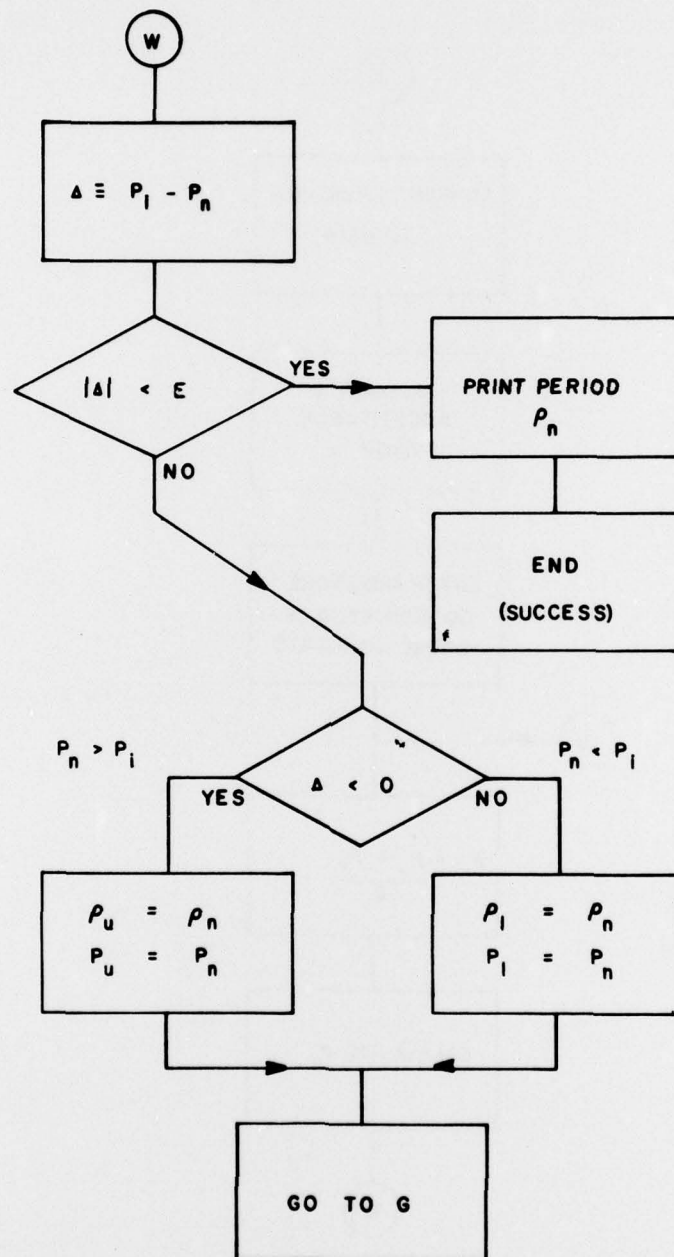 W
Δ ≡ P_l - P_n
|Δ| < E
YES
NO
PRINT PERIOD
ρ_n
END
(SUCCESS)
P_n > P_i
P_n < P_i
Δ < 0
YES
NO
ρ_u = ρ_n
P_u = P_n
ρ_l = ρ_n
P_l = P_n
GO TO G